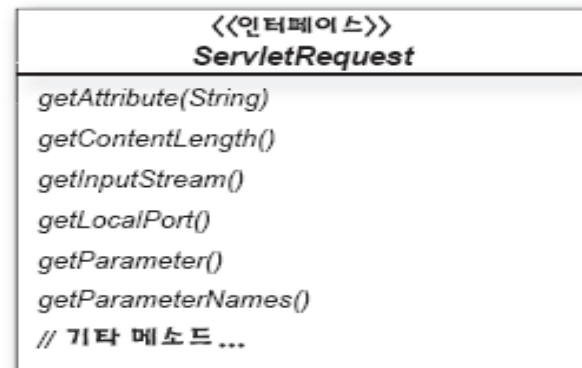 <<인터페이스>>
ServletRequest
getAttribute(String)
getContentLength()
getInputStream()
getLocalPort()
getParameter()
getParameterNames()
// 기타 메소드...